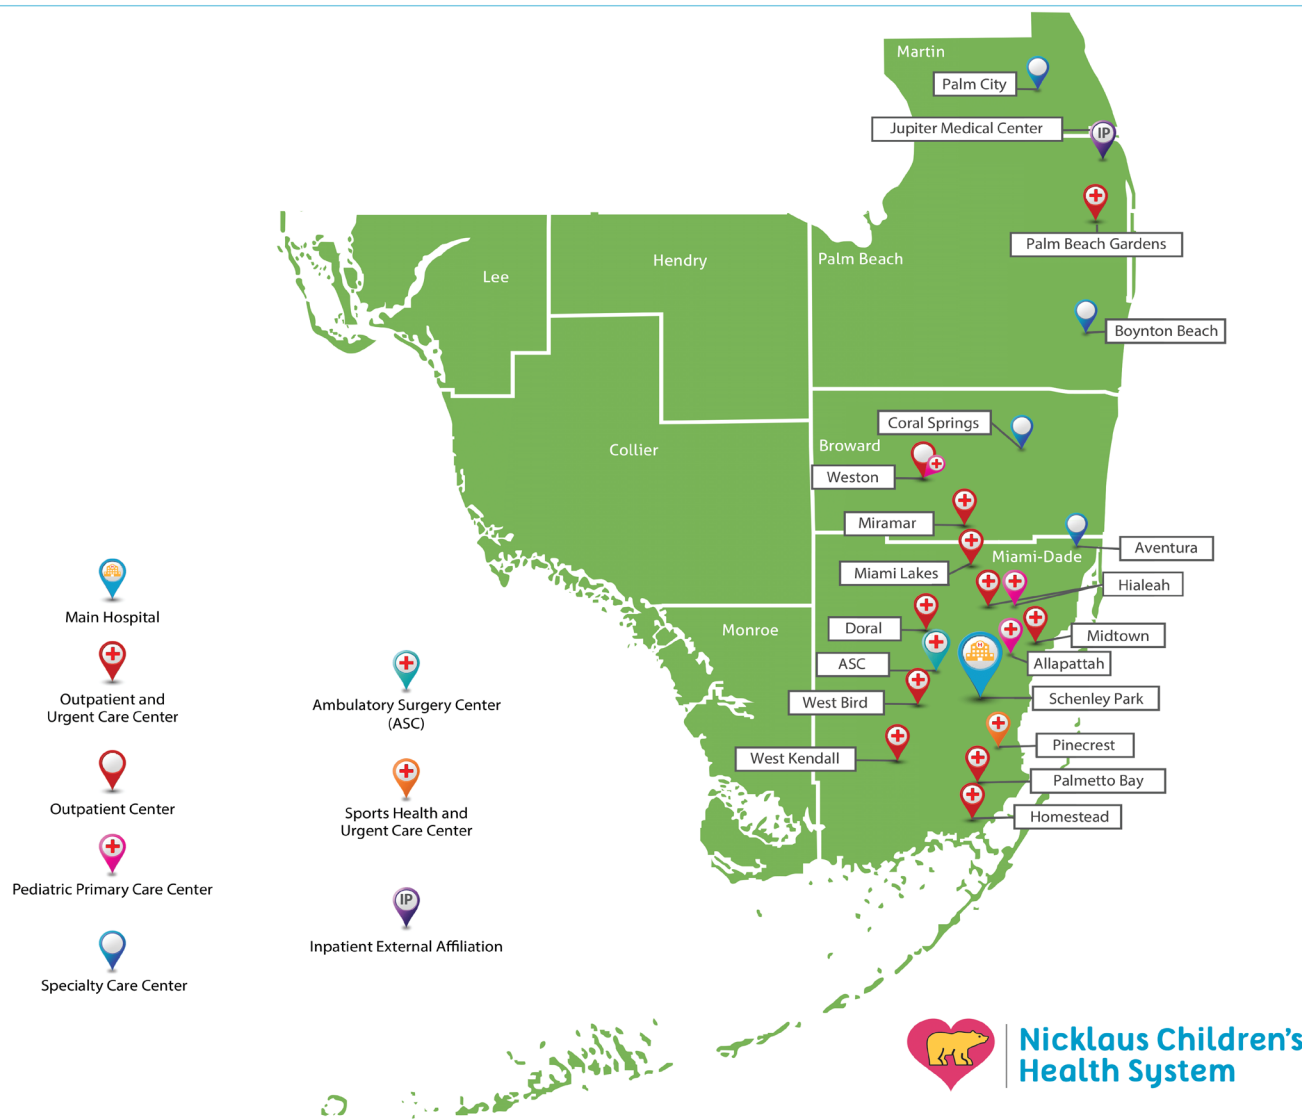 Martin
Palm City
Jupiter Medical Center
IP
Palm Beach Gardens
Palm Beach
Hendry
Lee
Boynton Beach
Coral Springs
Broward
Collier
Weston
Miramar
Aventura
Miami-Dade
Miami Lakes
Hialeah
Doral
Monroe
Midtown
ASC
Allapattah
H
West Bird
Schenley Park
Pinecrest
West Kendall
Palmetto Bay
Homestead
Main Hospital
Outpatient and
Urgent Care Center
Outpatient Center
Pediatric Primary Care Center
Specialty Care Center
Ambulatory Surgery Center
(ASC)
Sports Health and
Urgent Care Center
IP
Inpatient External Affiliation
Nicklaus Children's
Health System